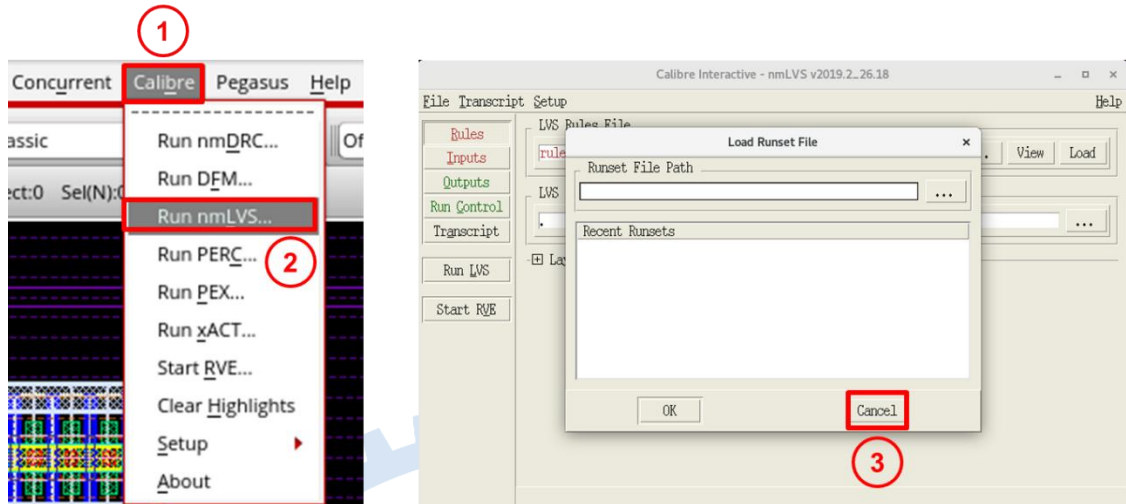 1
Concurrent Calibre Pegasus Help
assic
Of
ect:0 Sel(N):0
Run nmDRC...
Run DFM...
Run nmLVS...
2
Run PERC...
Run PEX...
Run xACT...
Start RVE...
Clear Highlights
Setup
About
Calibre Interactive - nmLVS v2019.2_26.18
File Transcript Setup Help
Rules
Inputs
Outputs
Run Control
Transcript
Run LVS
Start RVE
LVS Rules File
rule
. View Load
LVS
.
...
La
Load Runset File
Runset File Path
...
Recent Runsets
OK Cancel
3